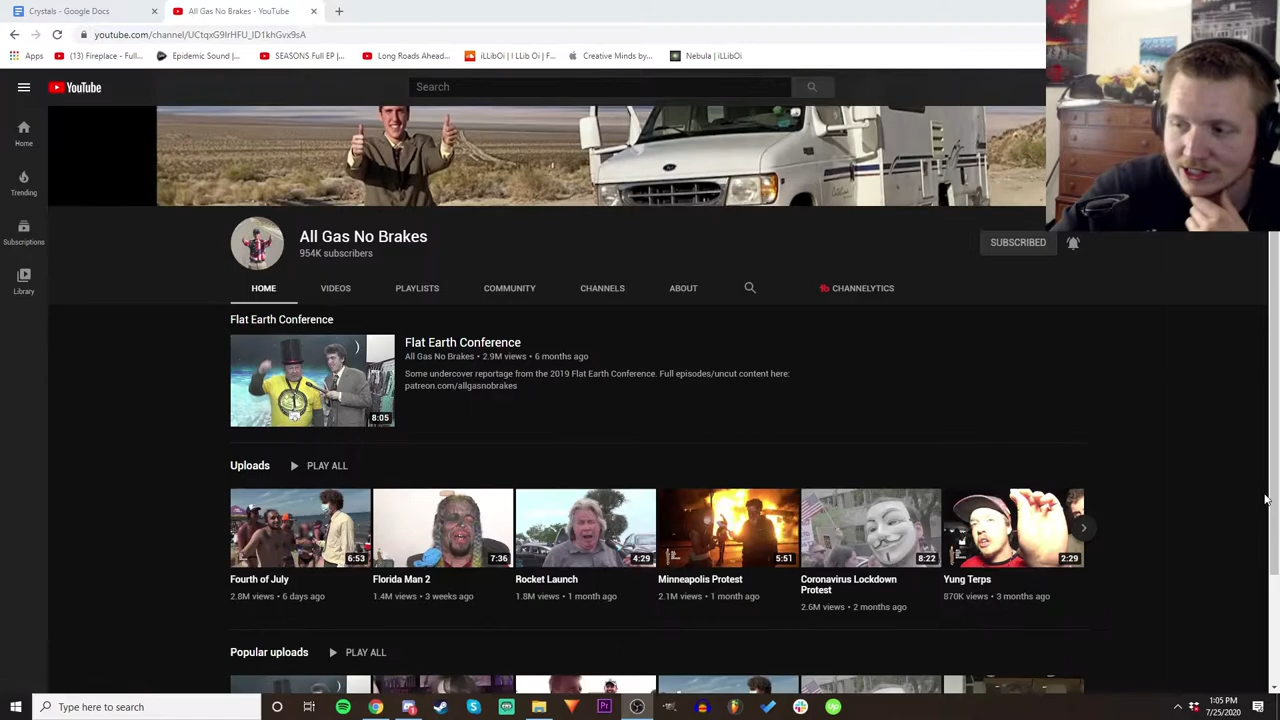 Crystals - Google Docs
All Gas No Brakes - YouTube
youtube.com/channel/UCtqxG9IrHFU_ID1khGvx9sA
Apps
(13) Fireplace - Full...
Epidemic Sound |...
SEASONS Full EP |...
Long Roads Ahead...
iLLibOi | I LLib Oi | F...
Creative Minds by...
Nebula | iLLibOi
YouTube
Search
Home
Trending
Subscriptions
Library
All Gas No Brakes
954K subscribers
SUBSCRIBED
HOME
VIDEOS
PLAYLISTS
COMMUNITY
CHANNELS
ABOUT
CHANNELYTICS
Flat Earth Conference
Flat Earth Conference
All Gas No Brakes • 2.9M views • 6 months ago
Some undercover reportage from the 2019 Flat Earth Conference. Full episodes/uncut content here:
patreon.com/allgasnobrakes
8:05
Uploads
PLAY ALL
6:53
7:36
4:29
5:51
8:22
2:29
Fourth of July
2.8M views • 6 days ago
Florida Man 2
1.4M views • 3 weeks ago
Rocket Launch
1.8M views • 1 month ago
Minneapolis Protest
2.1M views • 1 month ago
Coronavirus Lockdown
Protest
2.6M views • 2 months ago
Yung Terps
870K views • 3 months ago
Popular uploads
PLAY ALL
Type here to search
Pr
1:05 PM
7/25/2020